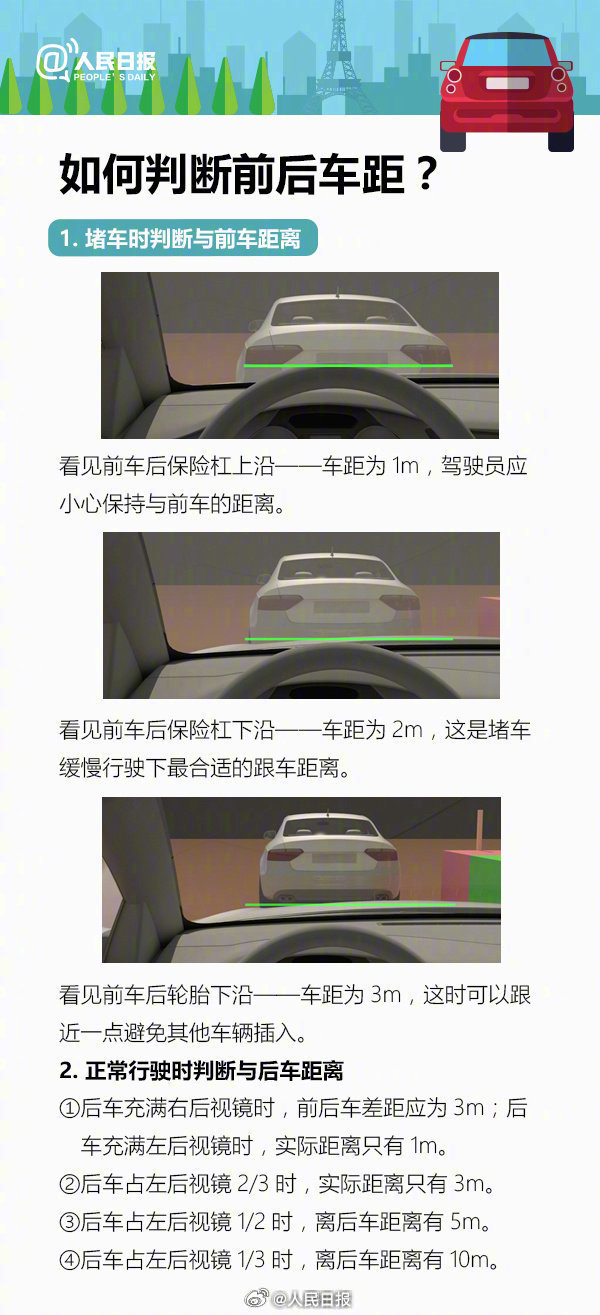 @人民日报
PEOPLE'S DAILY
如何判断前后车距？
1. 堵车时判断与前车距离
看见前车后保险杠上沿——车距为 1m，驾驶员应
小心保持与前车的距离。
看见前车后保险杠下沿——车距为 2m，这是堵车
缓慢行驶下最合适的跟车距离。
看见前车后轮胎下沿——车距为 3m，这时可以跟
近一点避免其他车辆插入。
2. 正常行驶时判断与后车距离
①后车充满右后视镜时，前后车差距应为 3m；后
车充满左后视镜时，实际距离只有 1m。
②后车占左后视镜 2/3 时，实际距离只有 3m。
③后车占左后视镜 1/2 时，离后车距离有 5m。
④后车占左后视镜 1/3 时，离后车距离有 10m。
@人民日报